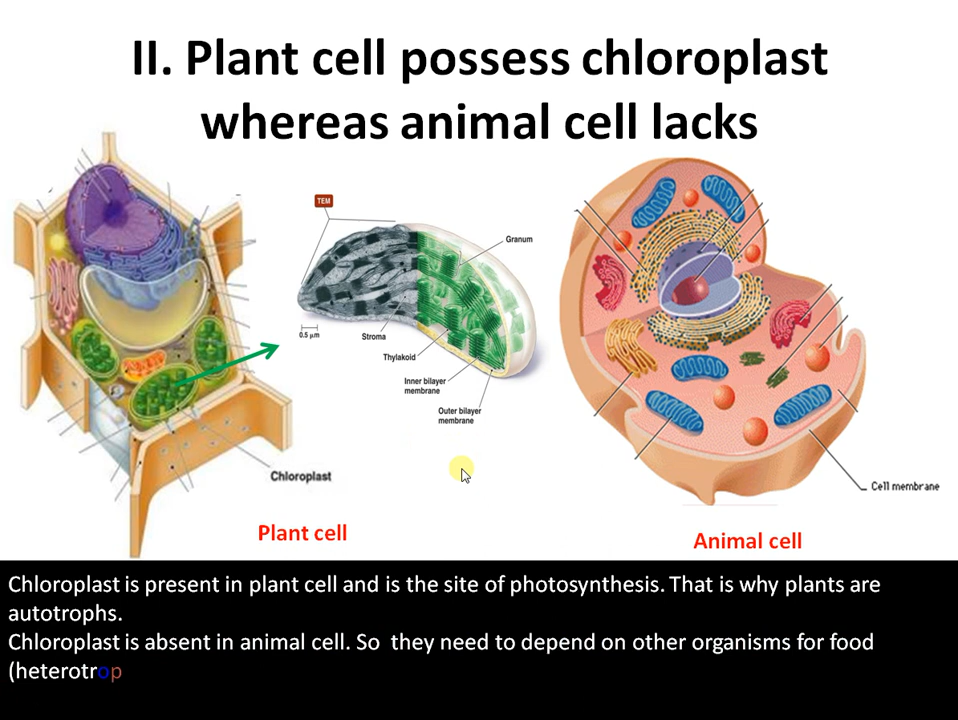 II. Plant cell possess chloroplast
whereas animal cell lacks
TEM
Granum
0.5 μm
Stroma
Thylakoid
Inner bilayer
membrane
Outer bilayer
membrane
Chloroplast
Cell membrane
Plant cell
Animal cell
Chloroplast is present in plant cell and is the site of photosynthesis. That is why plants are
autotrophs.
Chloroplast is absent in animal cell. So they need to depend on other organisms for food
(heterotrop